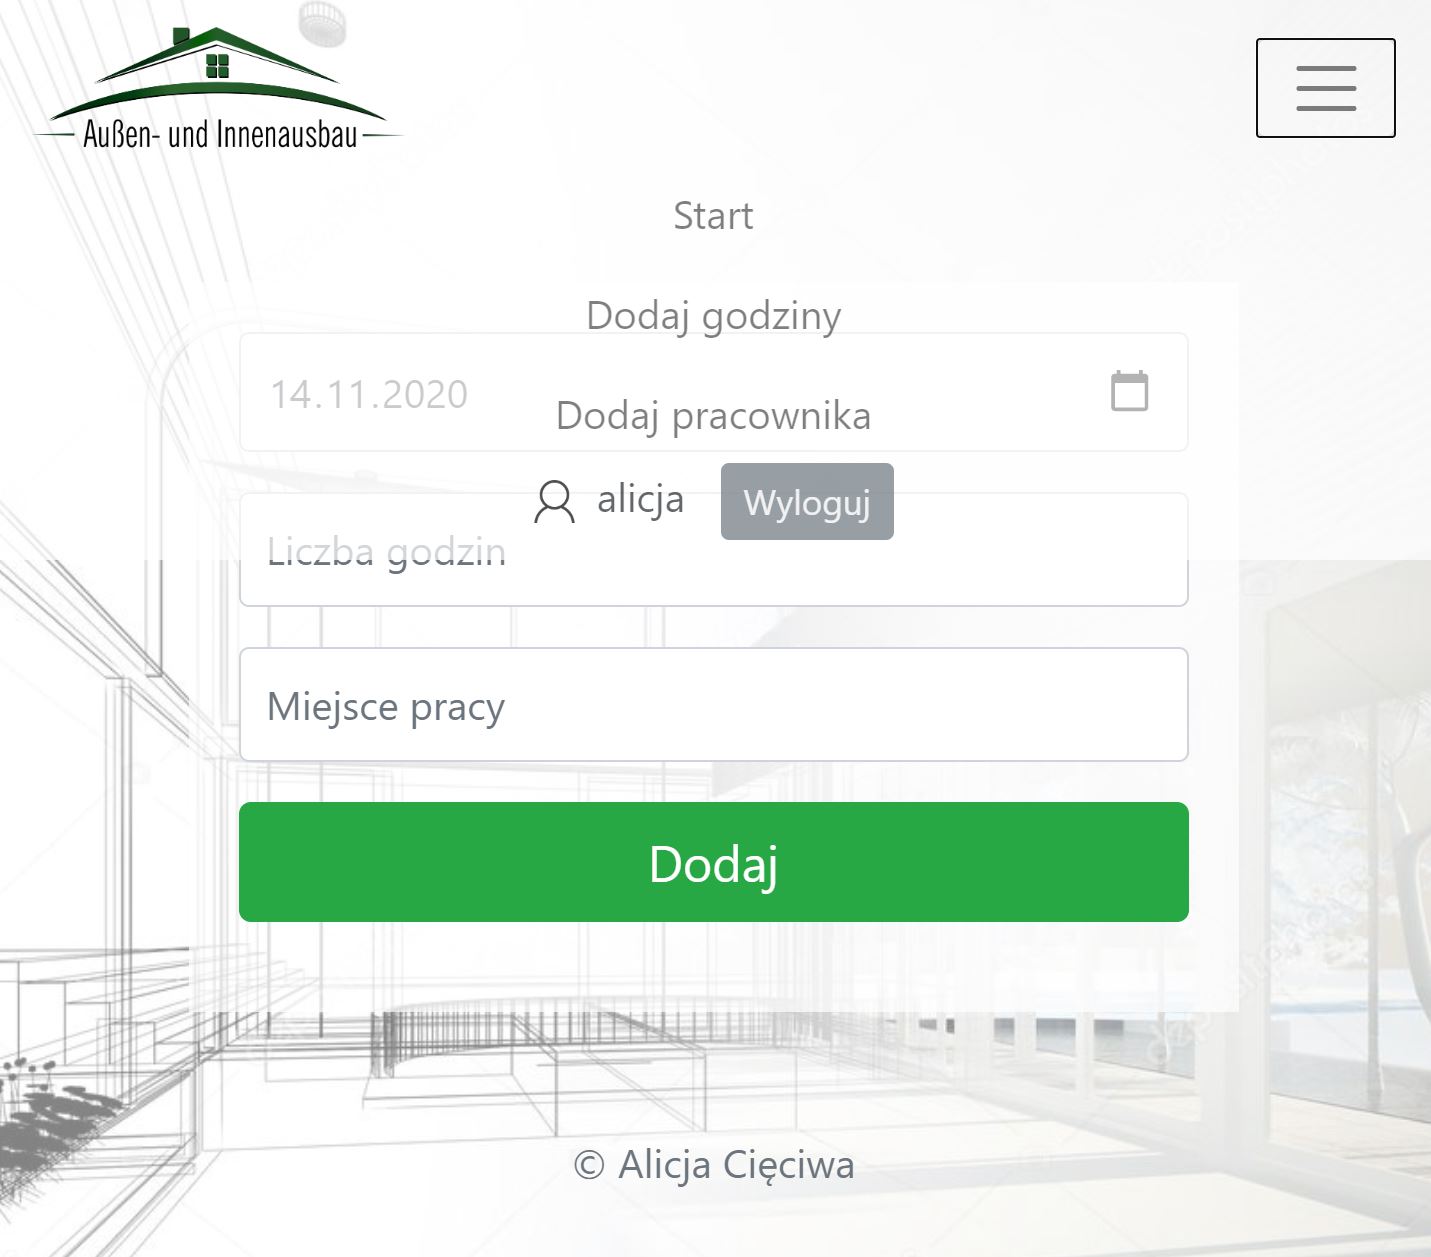 Außen- und Innenausbau
Start
Dodaj godziny
14.11.2020
Dodaj pracownika
alicja
Wyloguj
Liczba godzin
Miejsce pracy
Dodaj
© Alicja Cięciwa